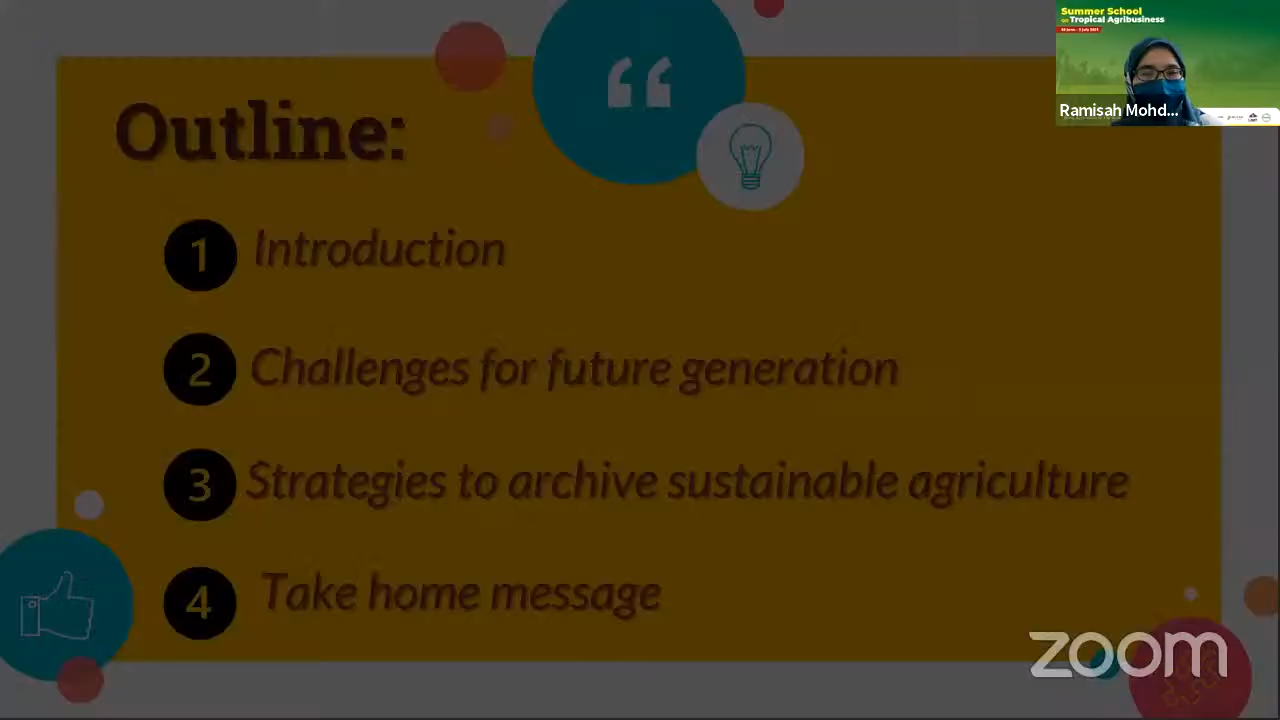 Summer School
on Tropical Agribusiness
Ramisah Mohd...
“
Outline:
1 Introduction
2 Challenges for future generation
3 Strategies to archive sustainable agriculture
4 Take home message
zoom